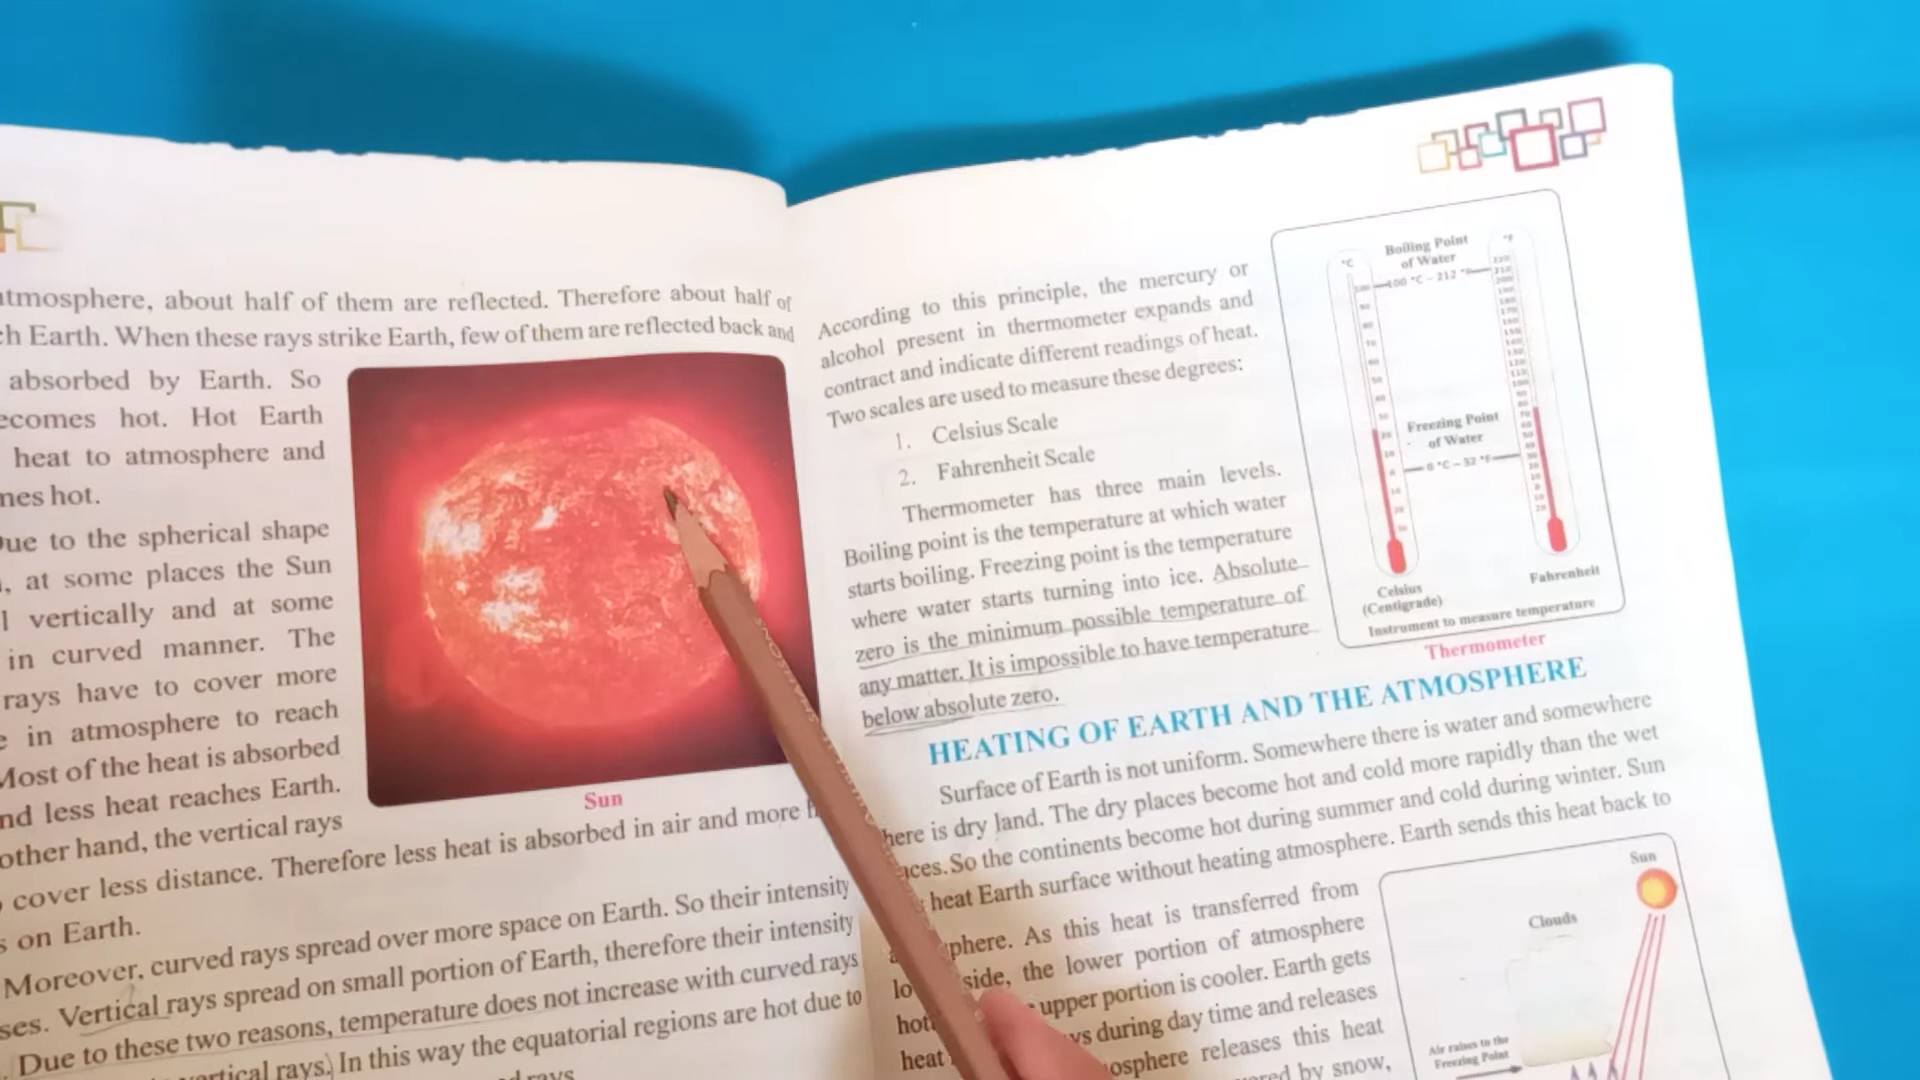 atmosphere, about half of them are reflected. Therefore about half of
Earth. When these rays strike Earth, few of them are reflected back and
absorbed by Earth. So
hot. Hot Earth
heat to atmosphere and
hot.
Due to the spherical shape
at some places the Sun
vertically and at some
in curved manner. The
rays have to cover more
in atmosphere to reach
Most of the heat is absorbed
less heat reaches Earth.
other hand, the vertical rays
cover less distance. Therefore less heat is absorbed in air and more
on Earth.
Moreover, curved rays spread over more space on Earth. So their intensity
Vertical rays spread on small portion of Earth, therefore their intensity
Due to these two reasons, temperature does not increase with curved rays
rays. In this way the equatorial regions are hot due to
rays
Sun
According to this principle, the mercury or
alcohol present in thermometer expands and
contract and indicate different readings of heat.
Two scales are used to measure these degrees:
1. Celsius Scale
2. Fahrenheit Scale
Thermometer has three main levels.
Boiling point is the temperature at which water
starts boiling. Freezing point is the temperature
where water starts turning into ice. Absolute
zero is the minimum possible temperature of
any matter. It is impossible to have temperature
below absolute zero.
°C
°F
Boiling Point
of Water
100 °C – 212 °F
Freezing Point
of Water
0 °C – 32 °F
Celsius
(Centigrade)
Fahrenheit
Instrument to measure temperature
Thermometer
HEATING OF EARTH AND THE ATMOSPHERE
Surface of Earth is not uniform. Somewhere there is water and somewhere
there is dry land. The dry places become hot and cold more rapidly than the wet
So the continents become hot during summer and cold during winter. Sun
heat Earth surface without heating atmosphere. Earth sends this heat back to
As this heat is transferred from
side, the lower portion of atmosphere
upper portion is cooler. Earth gets
heat during day time and releases
releases this heat
by snow,
Sun
Clouds
Air raises to the
Freezing Point